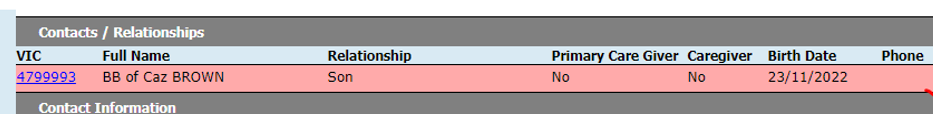 Contacts / Relationships
VIC Full Name Relationship Primary Care Giver Caregiver Birth Date Phone
4799993 BB of Caz BROWN Son No No 23/11/2022
Contact Information